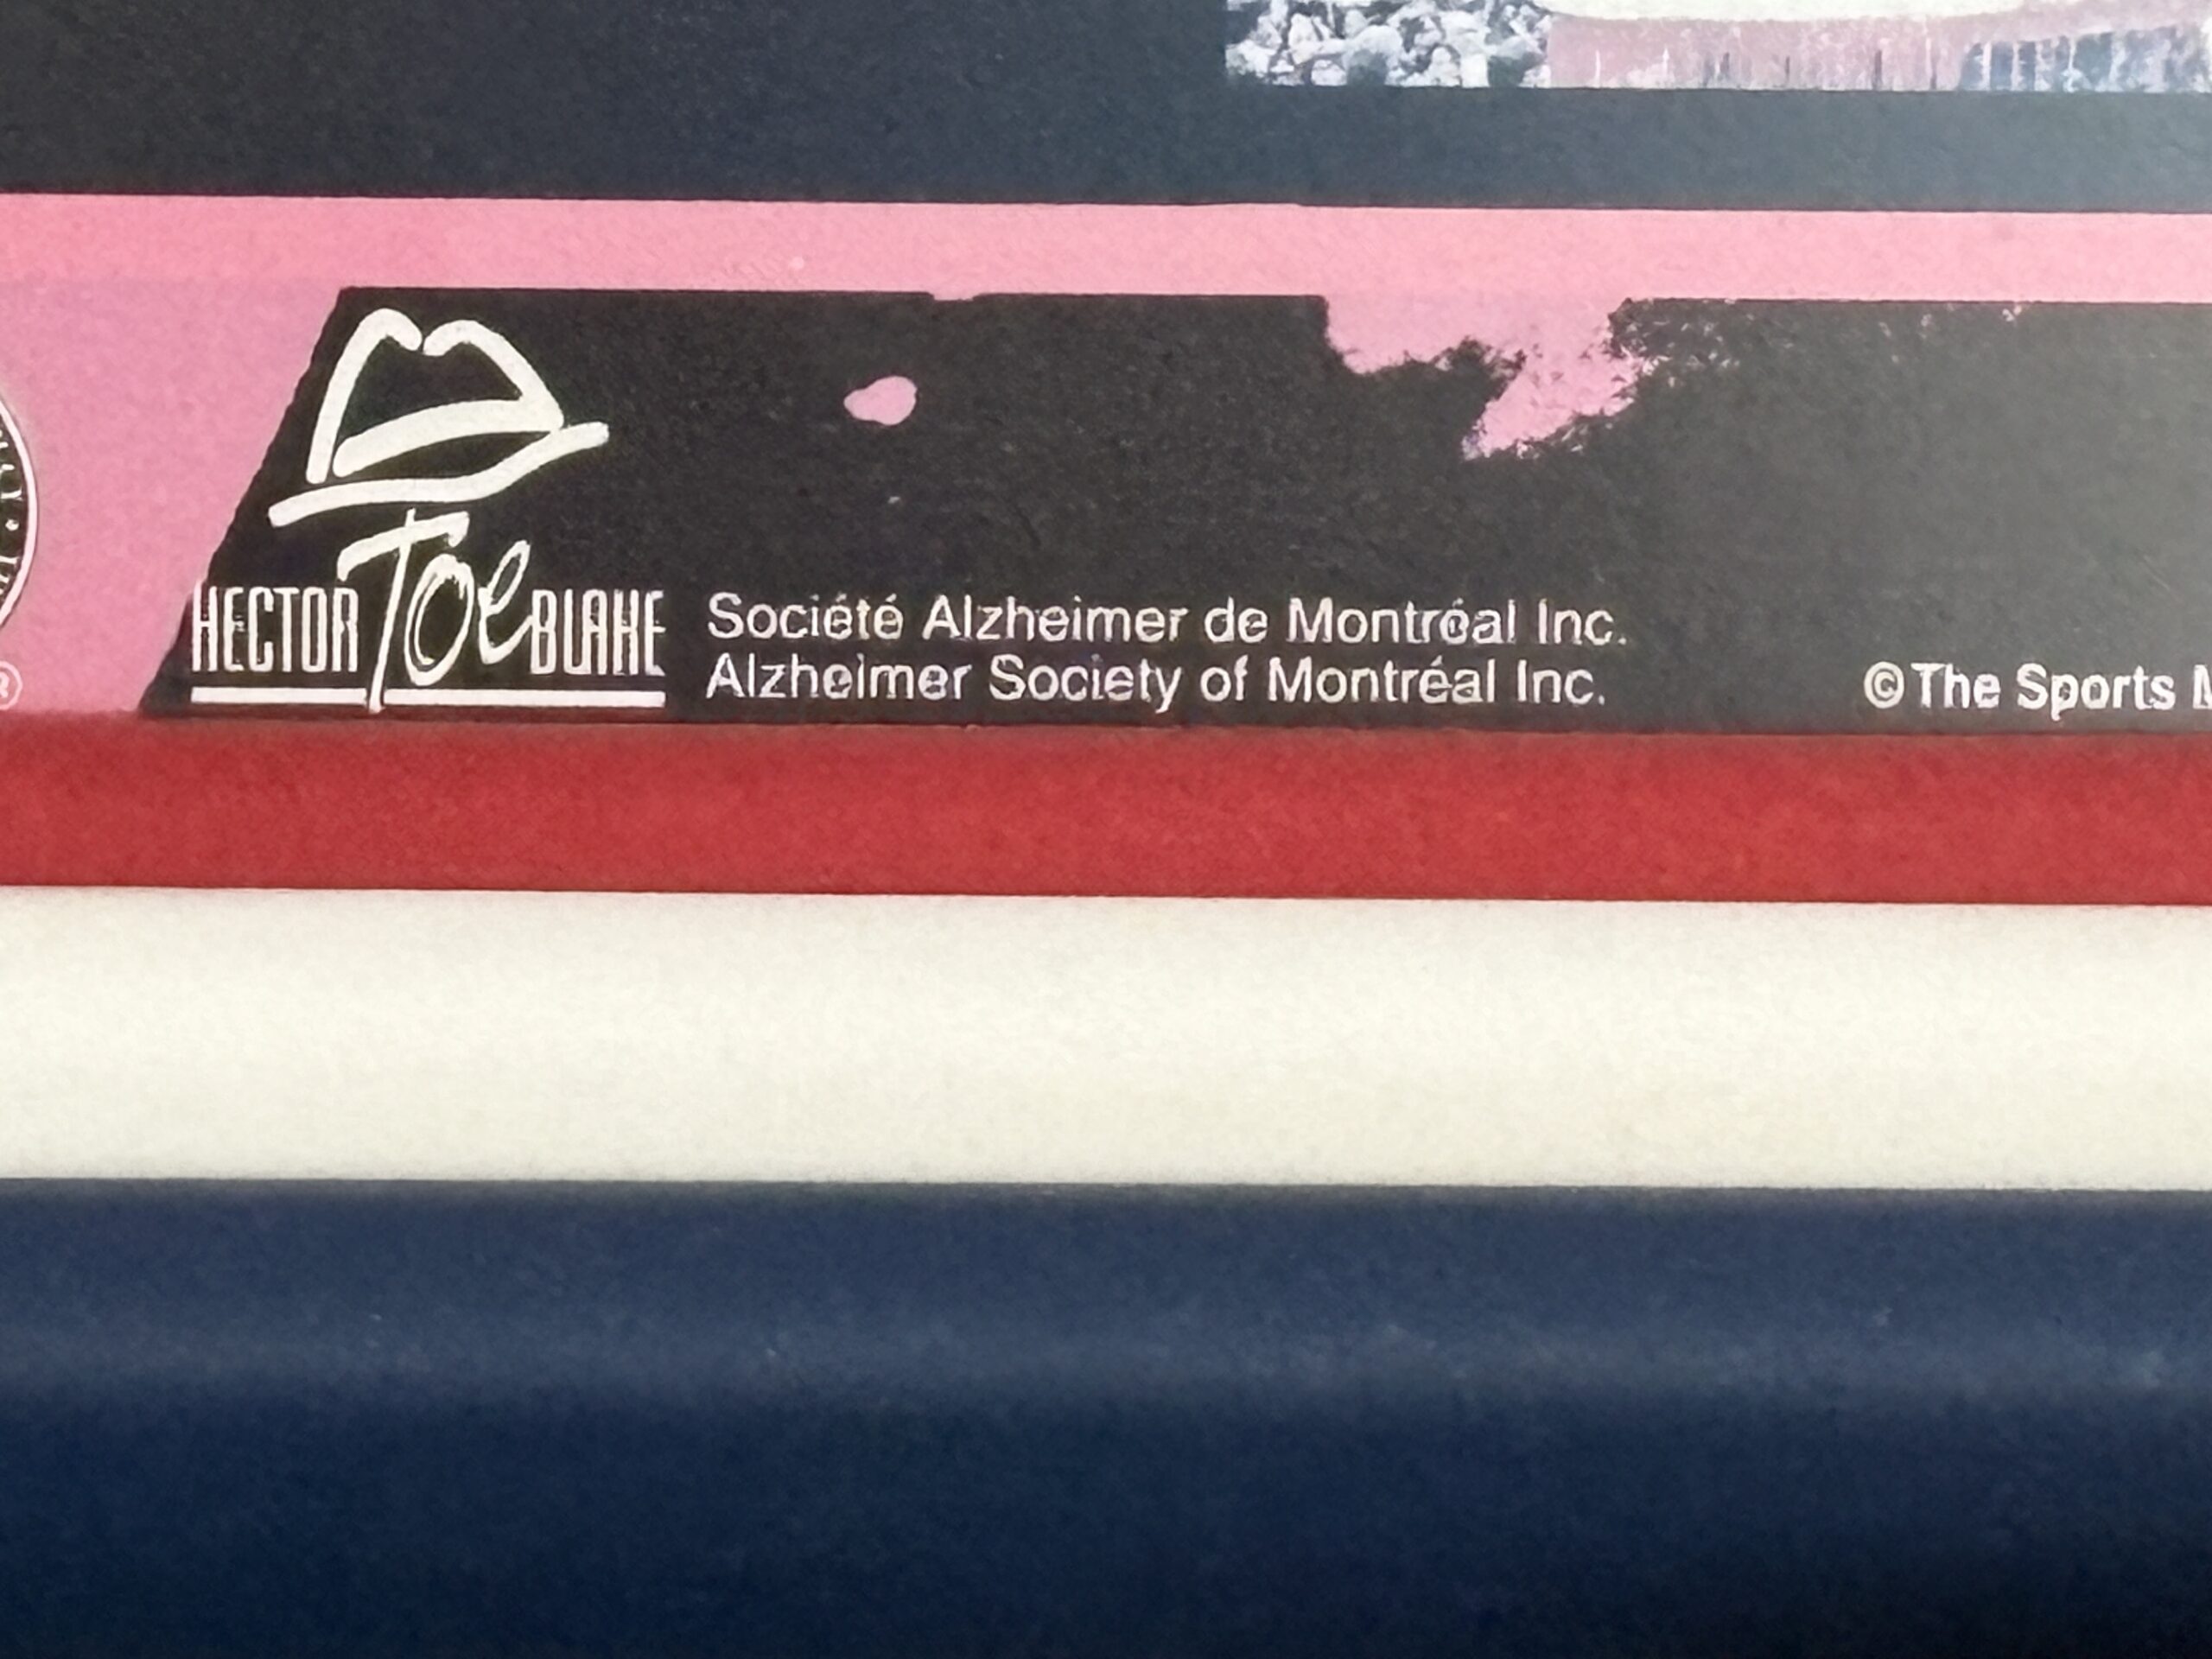 HECTOR Toe BLAKE
Société Alzheimer de Montréal Inc.
Alzheimer Society of Montréal Inc.
© The Sports
®